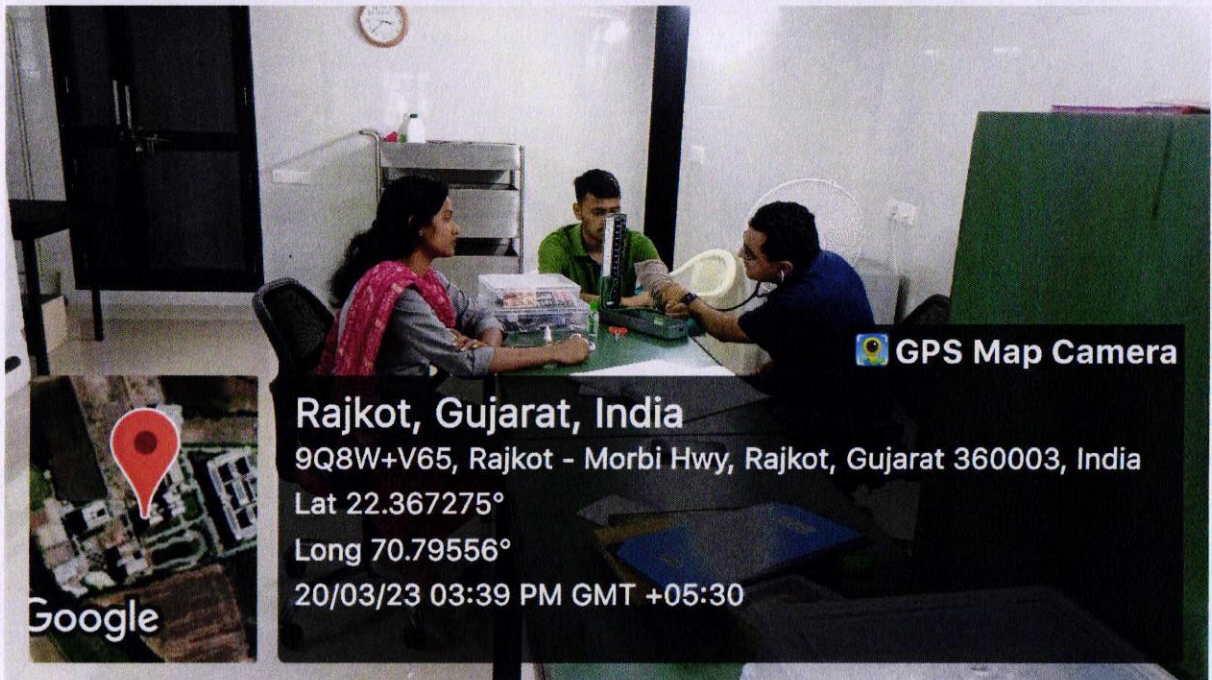 GPS Map Camera
Rajkot, Gujarat, India
9Q8W+V65, Rajkot - Morbi Hwy, Rajkot, Gujarat 360003, India
Lat 22.367275°
Long 70.79556°
20/03/23 03:39 PM GMT +05:30
Google